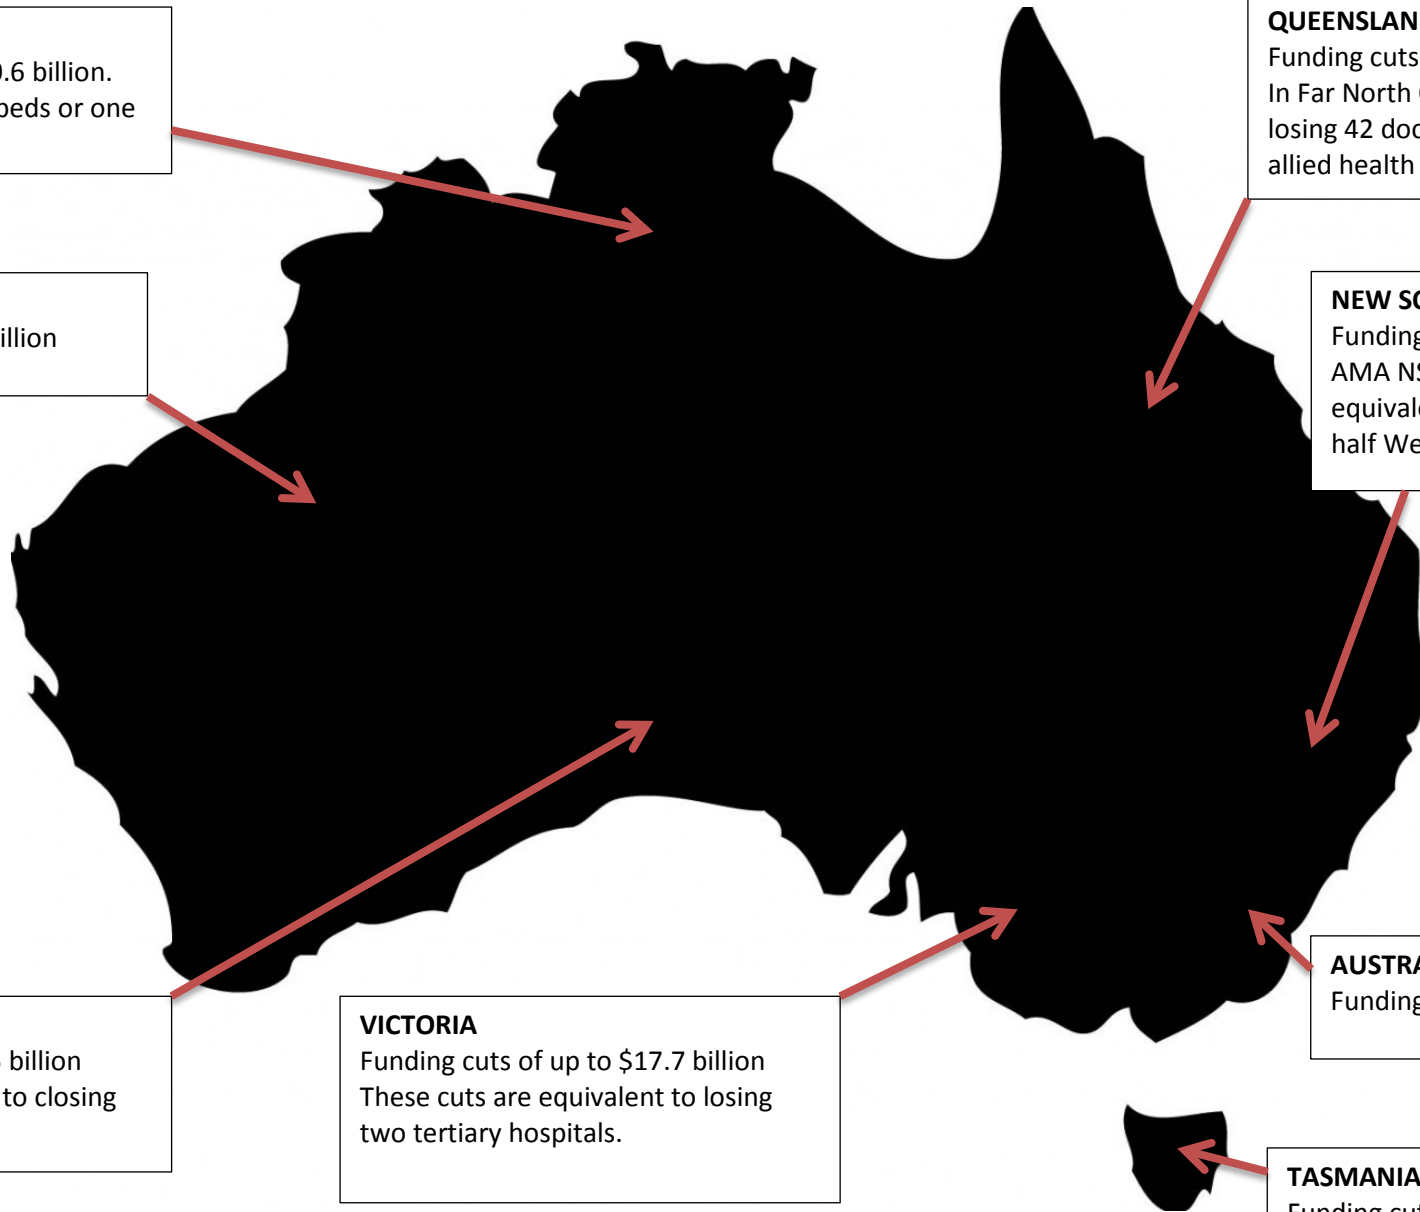 .6 billion.
beds or one
illion
billion
to closing
VICTORIA
Funding cuts of up to $17.7 billion
These cuts are equivalent to losing
two tertiary hospitals.
QUEENSLAN
Funding cuts
In Far North
losing 42 doc
allied health
NEW SO
Funding
AMA NS
equivale
half We
AUSTRA
Funding
TASMANIA
Funding cut